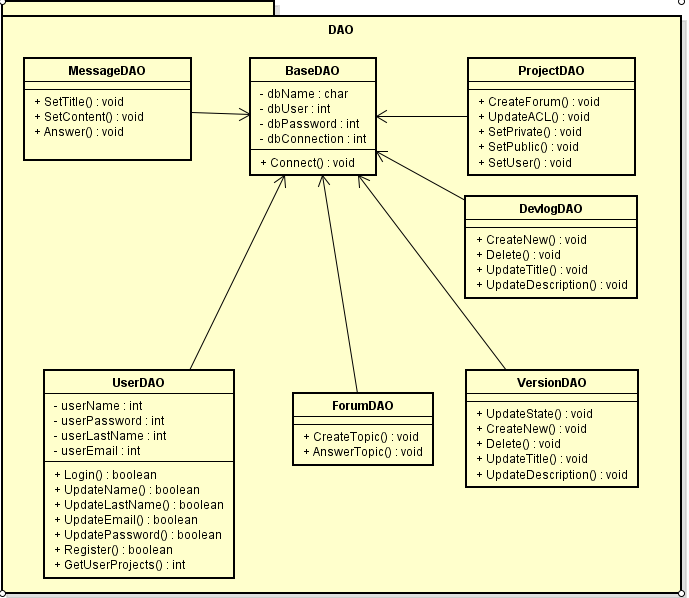 DAO
MessageDAO
+ SetTitle() : void
+ SetContent() : void
+ Answer() : void
BaseDAO
- dbName : char
- dbUser : int
- dbPassword : int
- dbConnection : int
+ Connect() : void
ProjectDAO
+ CreateForum() : void
+ UpdateACL() : void
+ SetPrivate() : void
+ SetPublic() : void
+ SetUser() : void
DevlogDAO
+ CreateNew() : void
+ Delete() : void
+ UpdateTitle() : void
+ UpdateDescription() : void
UserDAO
- userName : int
- userPassword : int
- userLastName : int
- userEmail : int
+ Login() : boolean
+ UpdateName() : boolean
+ UpdateLastName() : boolean
+ UpdateEmail() : boolean
+ UpdatePassword() : boolean
+ Register() : boolean
+ GetUserProjects() : int
ForumDAO
+ CreateTopic() : void
+ AnswerTopic() : void
VersionDAO
+ UpdateState() : void
+ CreateNew() : void
+ Delete() : void
+ UpdateTitle() : void
+ UpdateDescription() : void